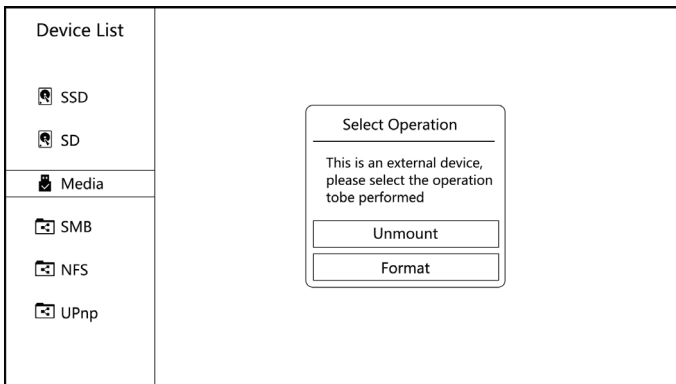 Device List
SSD
SD
Media
SMB
NFS
UPnp
Select Operation
This is an external device,
please select the operation
tobe performed
Unmount
Format